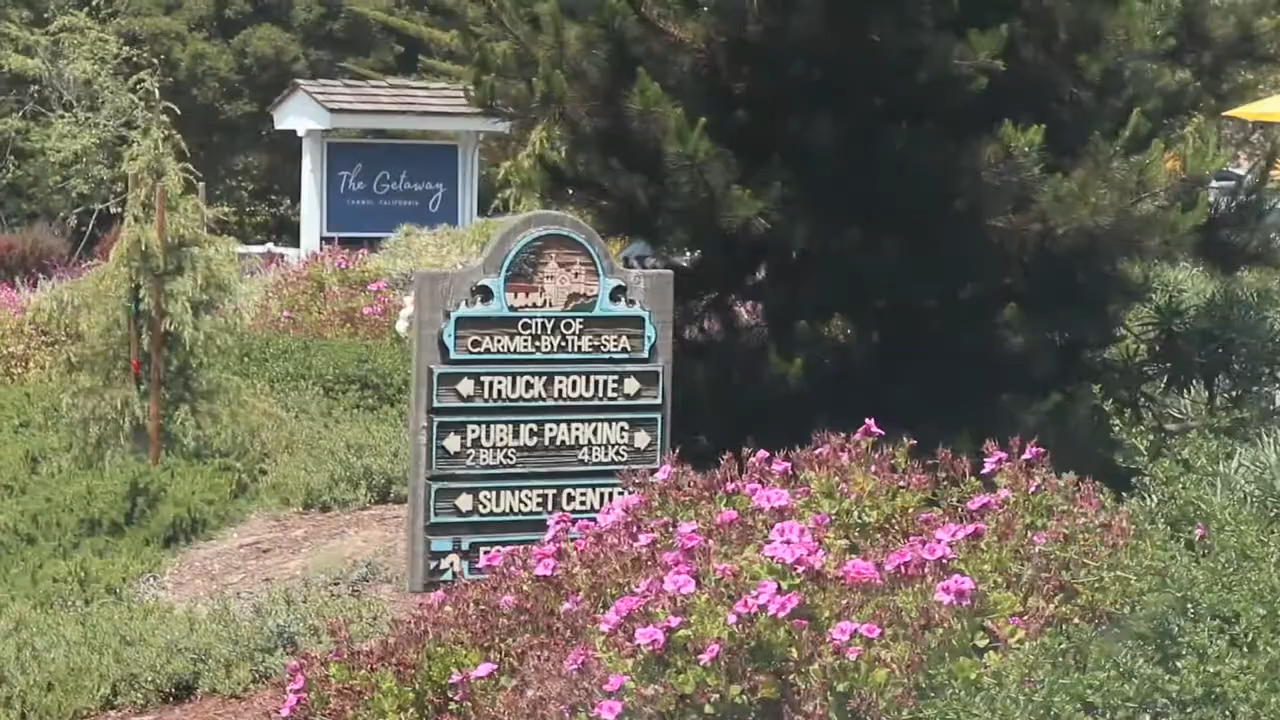 The Getaway
CARMEL, CALIFORNIA
CITY OF
CARMEL-BY-THE-SEA
TRUCK ROUTE
PUBLIC PARKING
2 BLKS 4 BLKS
SUNSET CENTE